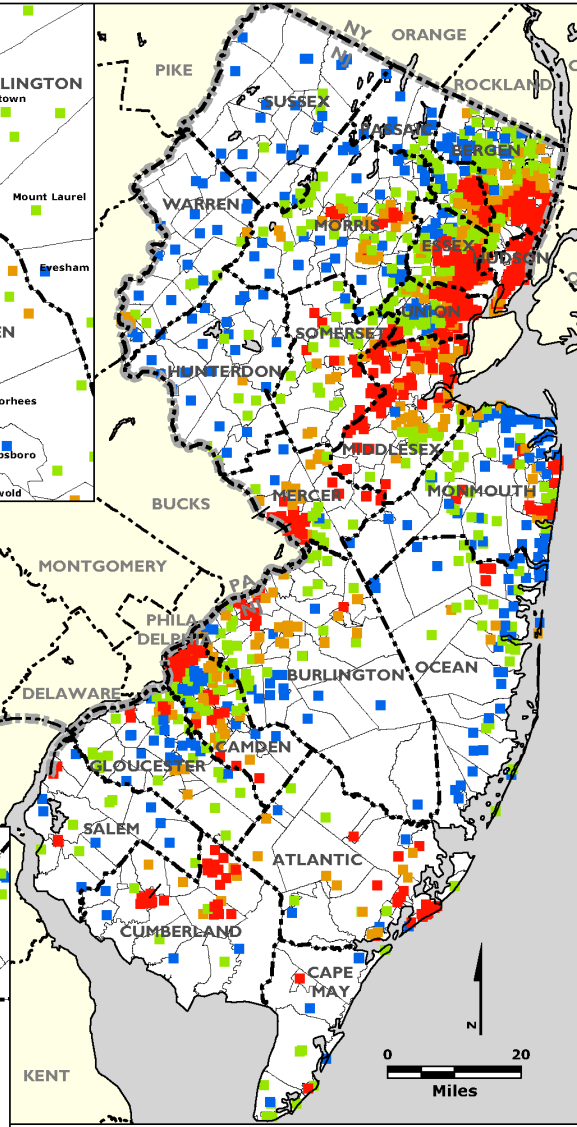 NY
NJ
ORANGE
PIKE
ROCKLAND
LINGTON
town
SUSSEX
PASSAIC
BERGEN
Mount Laurel
WARREN
MORRIS
ESSEX
HUDSON
Evesham
EN
UNION
SOMERSET
HUNTERDON
orhees
MIDDLESEX
bsboro
wold
MERCER
MONMOUTH
BUCKS
MONTGOMERY
PA
NJ
PHILA-
DELPHIA
BURLINGTON
OCEAN
DELAWARE
CAMDEN
GLOUCESTER
SALEM
ATLANTIC
CUMBERLAND
CAPE
MAY
N
KENT
0 20
Miles